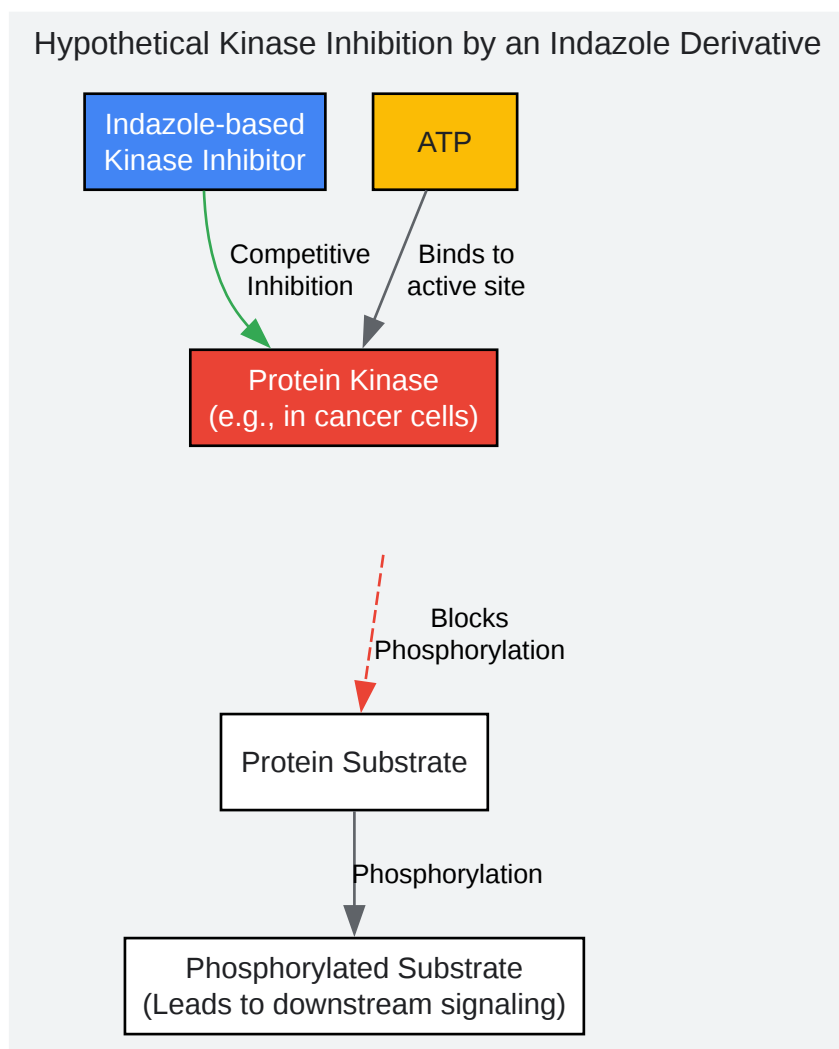 Hypothetical Kinase Inhibition by an Indazole Derivative
Indazole-based
Kinase Inhibitor
ATP
Competitive
Inhibition
Binds to
active site
Protein Kinase
(e.g., in cancer cells)
Blocks
Phosphorylation
Protein Substrate
Phosphorylation
Phosphorylated Substrate
(Leads to downstream signaling)